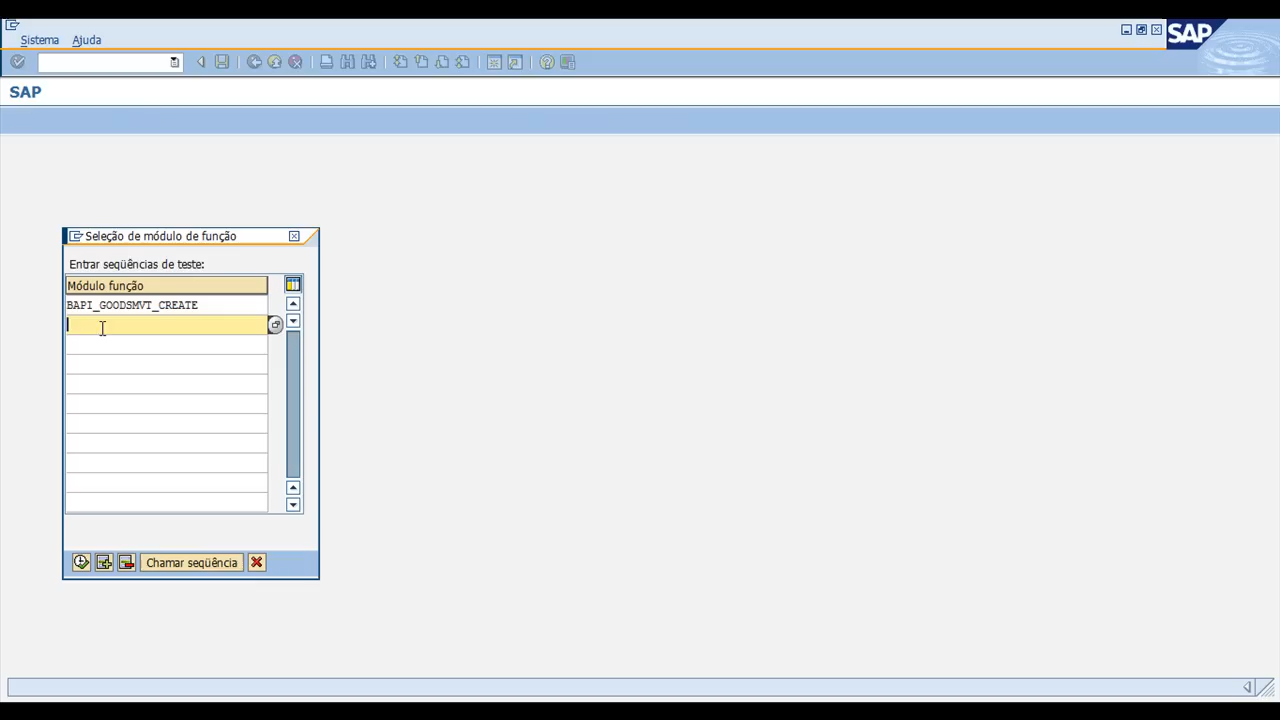 Sistema Ajuda
SAP
SAP
Seleção de módulo de função
Entrar seqüências de teste:
Módulo função
BAPI_GOODSMVT_CREATE
Chamar seqüência